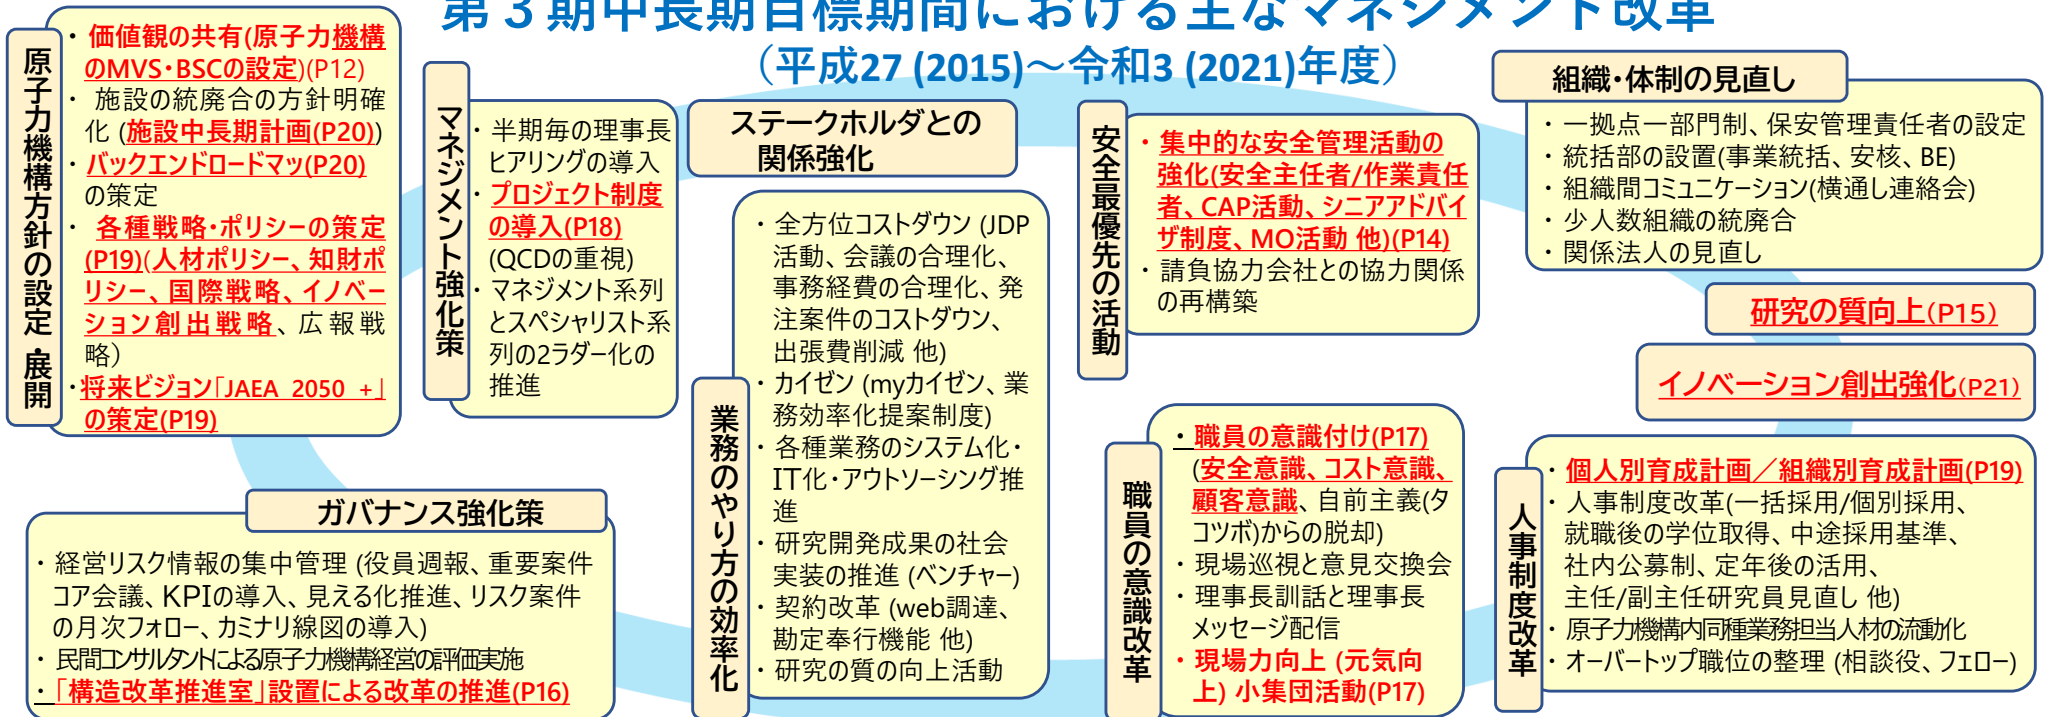 第3期中長期目標期間における主なマネジメント改革
（平成27 (2015)～令和3 (2021)年度）
原子力機構方針の設定・展開
・価値観の共有(原子力機構
のMVS・BSCの設定)(P12)
・ 施設の統廃合の方針明確
化 (施設中長期計画(P20))
・バックエンドロードマッ(P20)
の策定
・ 各種戦略・ポリシーの策定
(P19)(人材ポリシー、知財ポ
リシー、国際戦略、イノベー
ション創出戦略、広報戦
略）
・将来ビジョン「JAEA 2050 +」
の策定(P19)
マネジメント強化策
・半期毎の理事長
ヒアリングの導入
・プロジェクト制度
の導入(P18)
(QCDの重視)
・マネジメント系列
とスペシャリスト系
列の2ラダー化の
推進
ステークホルダとの
関係強化
業務のやり方の効率化
・全方位コストダウン (JDP
活動、会議の合理化、
事務経費の合理化、発
注案件のコストダウン、
出張費削減 他)
・カイゼン (myカイゼン、業
務効率化提案制度)
・各種業務のシステム化・
IT化・アウトソーシング推
進
・研究開発成果の社会
実装の推進 (ベンチャー)
・契約改革 (web調達、
勘定奉行機能 他)
・研究の質の向上活動
安全最優先の活動
・集中的な安全管理活動の
強化(安全主任者/作業責任
者、CAP活動、シニアアドバイ
ザ制度、MO活動 他)(P14)
・請負協力会社との協力関係
の再構築
組織・体制の見直し
・一拠点一部門制、保安管理責任者の設定
・統括部の設置(事業統括、安核、BE)
・組織間コミュニケーション(横通し連絡会)
・少人数組織の統廃合
・関係法人の見直し
研究の質向上(P15)
イノベーション創出強化(P21)
ガバナンス強化策
・経営リスク情報の集中管理 (役員週報、重要案件
コア会議、KPIの導入、見える化推進、リスク案件
の月次フォロー、カミナリ線図の導入)
・民間コンサルタントによる原子力機構経営の評価実施
・「構造改革推進室」設置による改革の推進(P16)
職員の意識改革
・職員の意識付け(P17)
(安全意識、コスト意識、
顧客意識、自前主義(タ
コツボ)からの脱却)
・現場巡視と意見交換会
・理事長訓話と理事長
メッセージ配信
・現場力向上 (元気向
上) 小集団活動(P17)
人事制度改革
・個人別育成計画／組織別育成計画(P19)
・人事制度改革(一括採用/個別採用、
就職後の学位取得、中途採用基準、
社内公募制、定年後の活用、
主任/副主任研究員見直し 他)
・原子力機構内同種業務担当人材の流動化
・オーバートップ職位の整理 (相談役、フェロー)